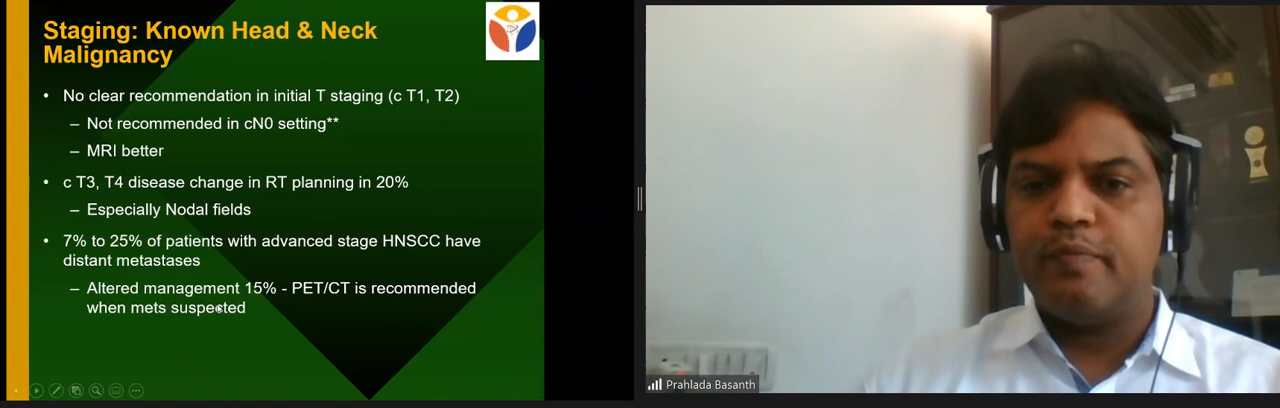 Staging: Known Head & Neck
Malignancy
• No clear recommendation in initial T staging (c T1, T2)
– Not recommended in cN0 setting**
– MRI better
• c T3, T4 disease change in RT planning in 20%
– Especially Nodal fields
• 7% to 25% of patients with advanced stage HNSCC have
distant metastases
– Altered management 15% - PET/CT is recommended
when mets suspected
Prahlada Basanth